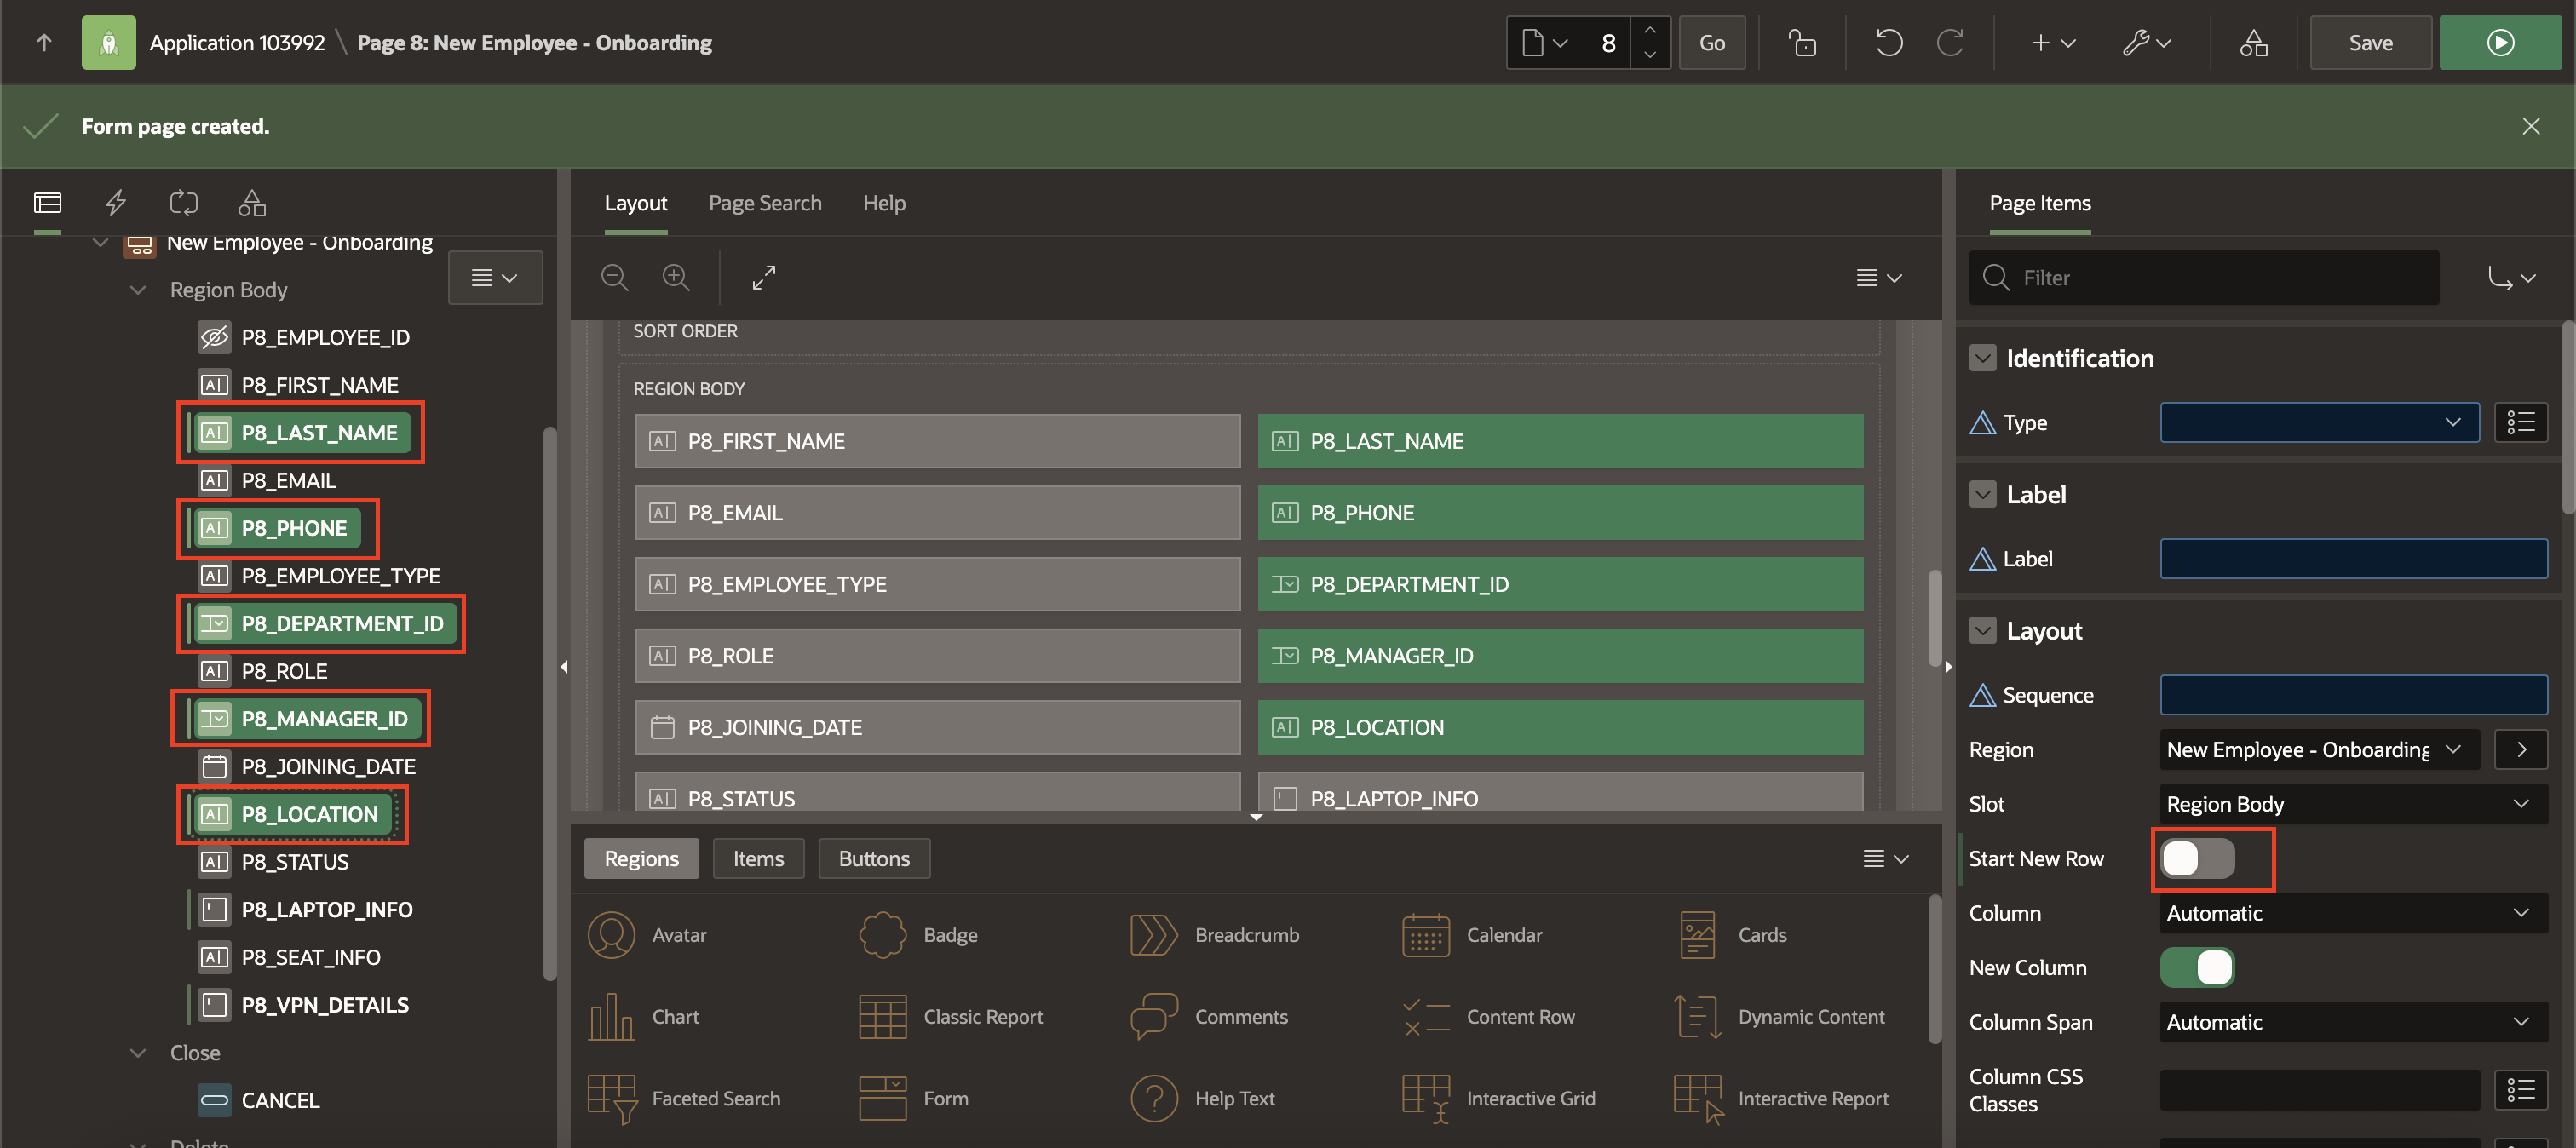 Application 103992 \ Page 8: New Employee - Onboarding
8
Go
Save
Form page created.
New Employee - Onboarding
Region Body
P8_EMPLOYEE_ID
P8_FIRST_NAME
P8_LAST_NAME
P8_EMAIL
P8_PHONE
P8_EMPLOYEE_TYPE
P8_DEPARTMENT_ID
P8_ROLE
P8_MANAGER_ID
P8_JOINING_DATE
P8_LOCATION
P8_STATUS
P8_LAPTOP_INFO
P8_SEAT_INFO
P8_VPN_DETAILS
Close
CANCEL
Delete
Layout
Page Search
Help
SORT ORDER
REGION BODY
P8_FIRST_NAME
P8_LAST_NAME
P8_EMAIL
P8_PHONE
P8_EMPLOYEE_TYPE
P8_DEPARTMENT_ID
P8_ROLE
P8_MANAGER_ID
P8_JOINING_DATE
P8_LOCATION
P8_STATUS
P8_LAPTOP_INFO
Regions
Items
Buttons
Avatar
Badge
Breadcrumb
Calendar
Cards
Chart
Classic Report
Comments
Content Row
Dynamic Content
Faceted Search
Form
Help Text
Interactive Grid
Interactive Report
Page Items
Filter
Identification
Type
Label
Label
Layout
Sequence
Region
New Employee - Onboarding
Slot
Region Body
Start New Row
Column
Automatic
New Column
Column Span
Automatic
Column CSS
Classes